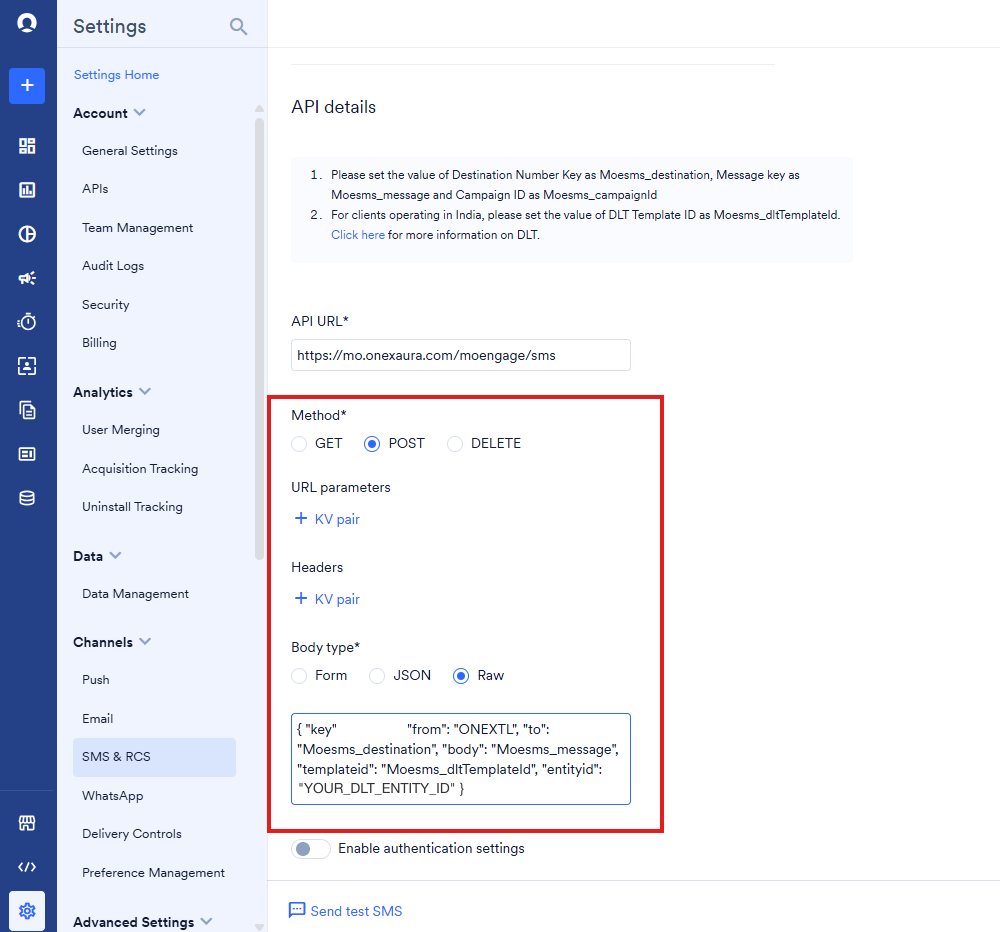 Settings
Settings Home
Account
General Settings
APIs
Team Management
Audit Logs
Security
Billing
Analytics
User Merging
Acquisition Tracking
Uninstall Tracking
Data
Data Management
Channels
Push
Email
SMS & RCS
WhatsApp
Delivery Controls
Preference Management
Advanced Settings
API details
1. Please set the value of Destination Number Key as Moesms_destination, Message key as
Moesms_message and Campaign ID as Moesms_campaignId
2. For clients operating in India, please set the value of DLT Template ID as Moesms_dltTemplateId.
Click here for more information on DLT.
API URL*
https://mo.onexaura.com/moengage/sms
Method*
GET POST DELETE
URL parameters
+ KV pair
Headers
+ KV pair
Body type*
Form JSON Raw
{ "key" "from": "ONEXTL", "to":
"Moesms_destination", "body": "Moesms_message",
"templateid": "Moesms_dltTemplateId", "entityid":
"YOUR_DLT_ENTITY_ID" }
Enable authentication settings
Send test SMS